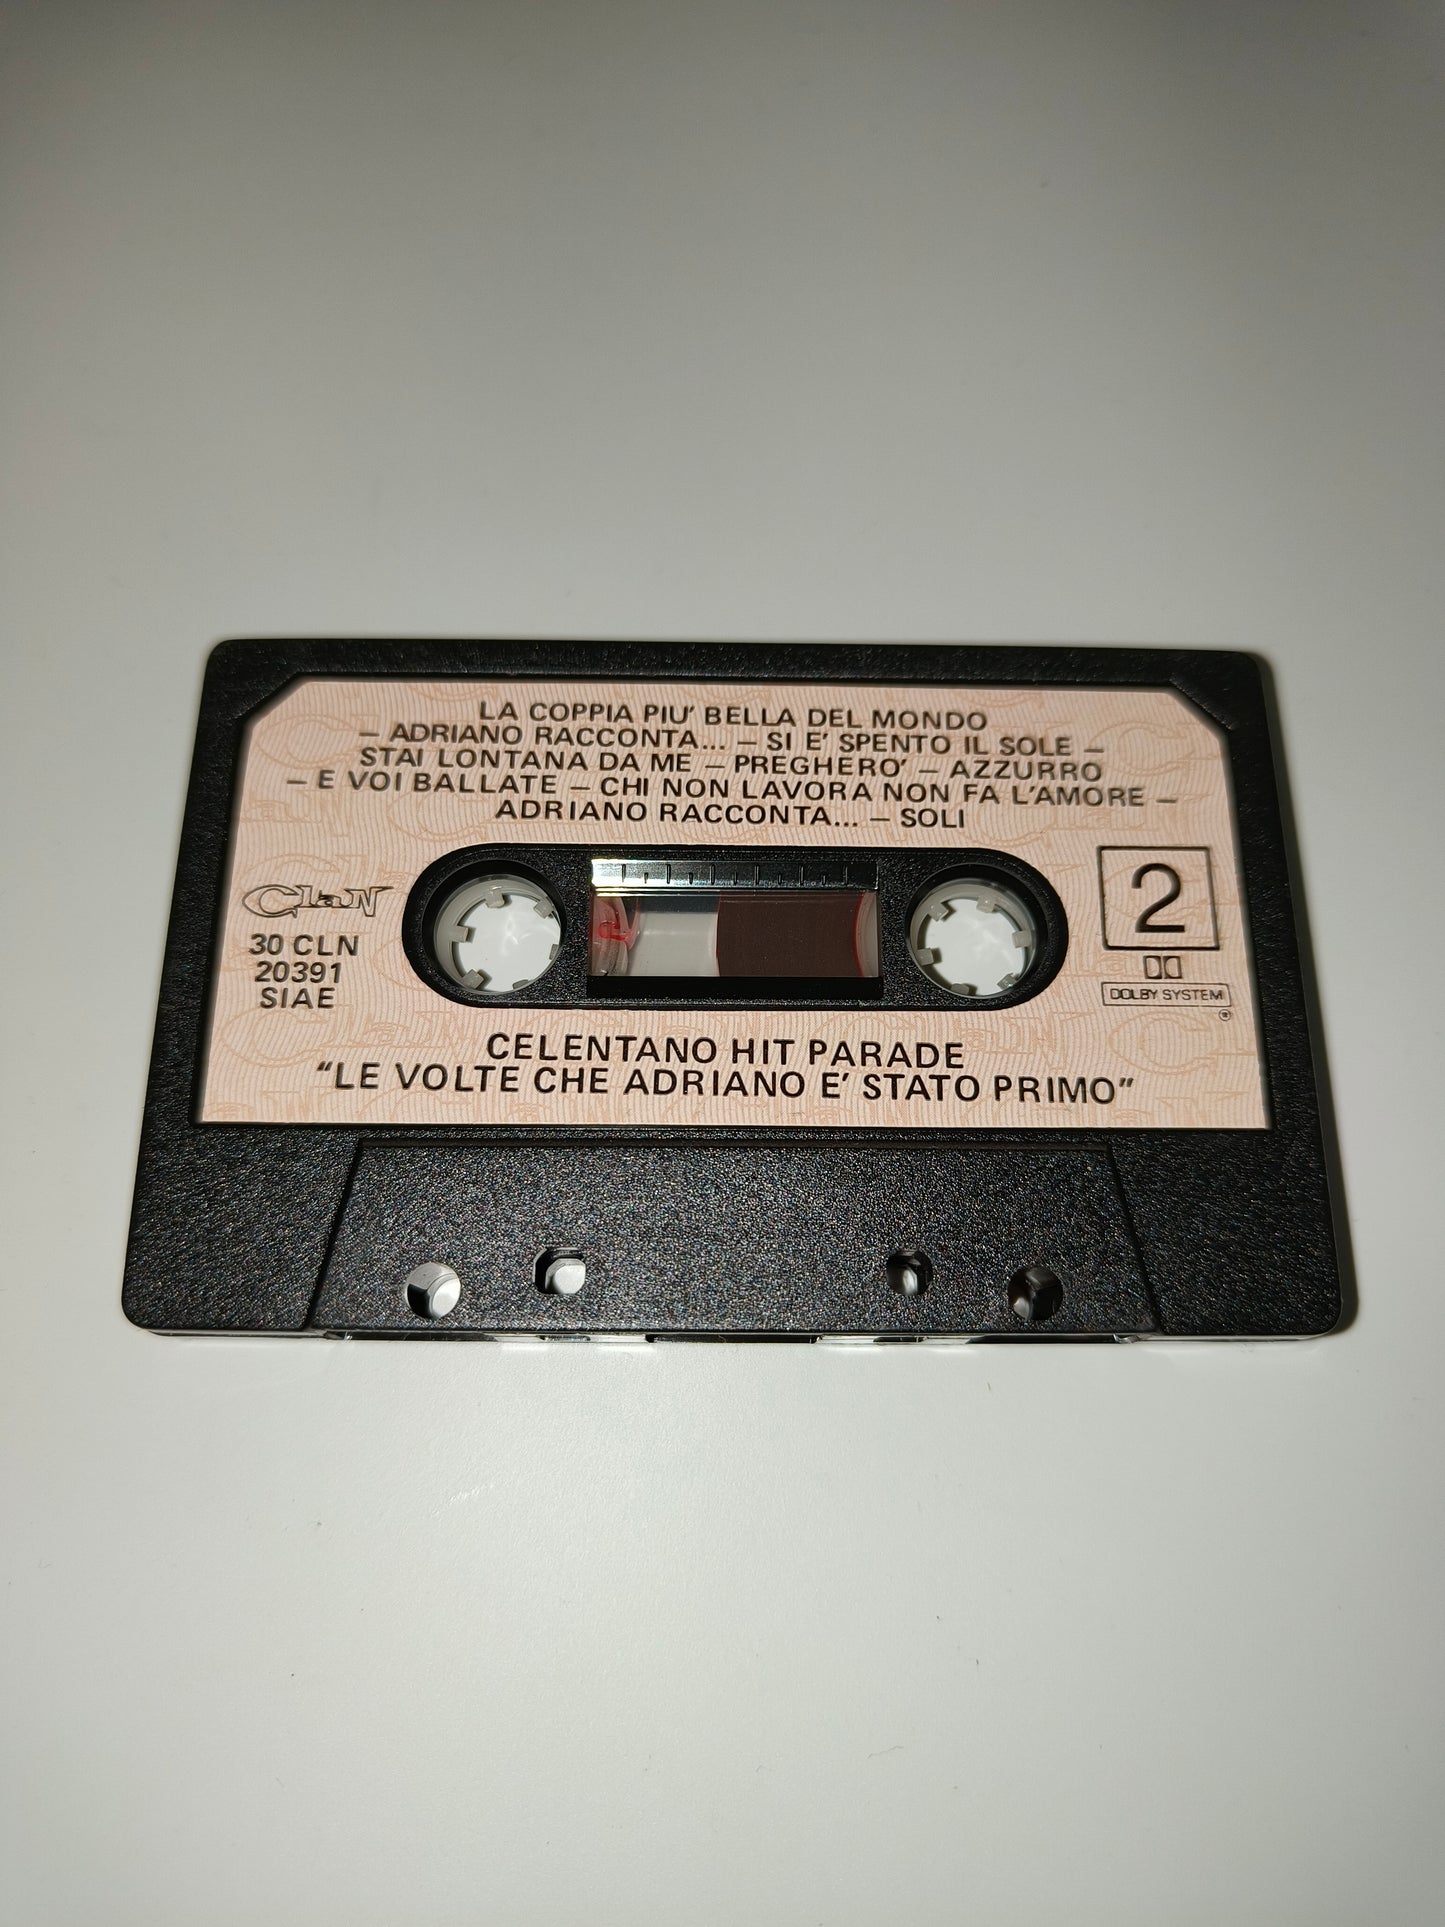 LA COPPIA PIU' BELLA DEL MONDO
– ADRIANO RACCONTA... – SI E' SPENTO IL SOLE –
STAI LONTANA DA ME – PREGHERO' – AZZURRO
– E VOI BALLATE – CHI NON LAVORA NON FA L'AMORE –
ADRIANO RACCONTA... – SOLI
Clan
30 CLN
20391
SIAE
2
DOLBY SYSTEM
CELENTANO HIT PARADE
"LE VOLTE CHE ADRIANO E' STATO PRIMO"